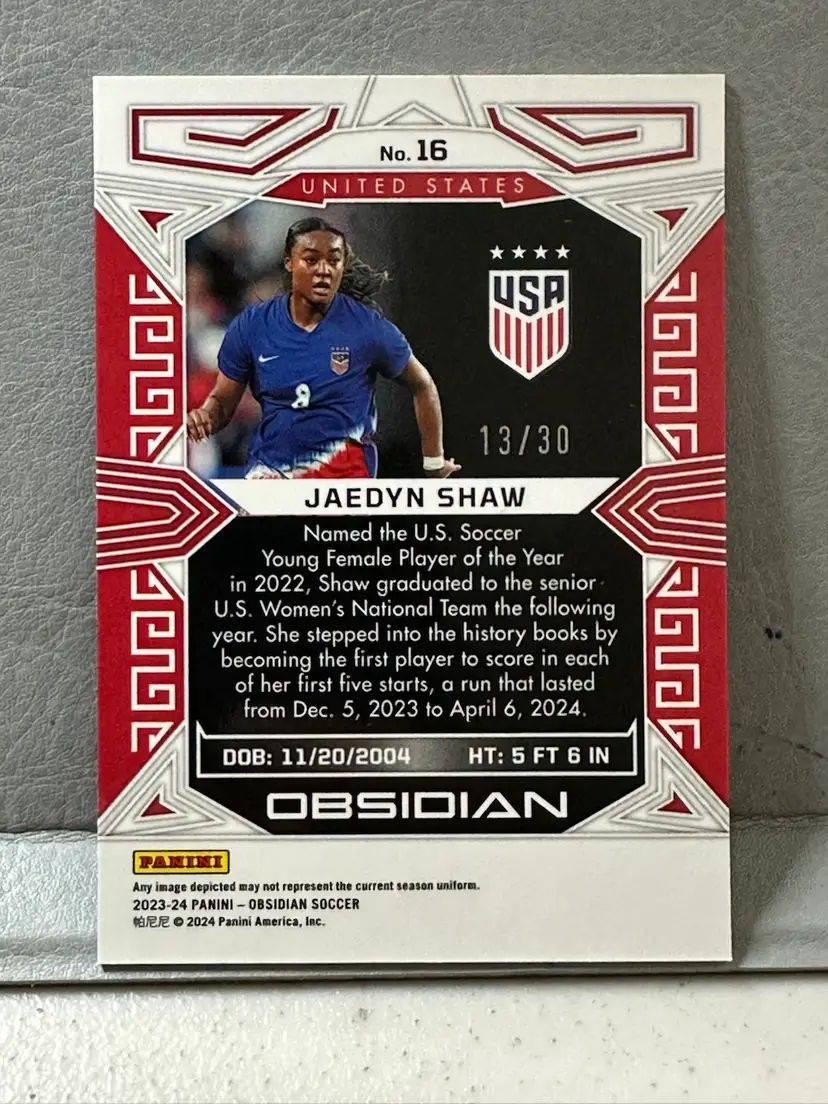 No. 16
UNITED STATES
USA
8
13/30
JAEDYN SHAW
Named the U.S. Soccer
Young Female Player of the Year
in 2022, Shaw graduated to the senior
U.S. Women's National Team the following
year. She stepped into the history books by
becoming the first player to score in each
of her first five starts, a run that lasted
from Dec. 5, 2023 to April 6, 2024.
DOB: 11/20/2004 HT: 5 FT 6 IN
OBSIDIAN
PANINI
Any image depicted may not represent the current season uniform.
2023-24 PANINI – OBSIDIAN SOCCER
帕尼尼 © 2024 Panini America, Inc.